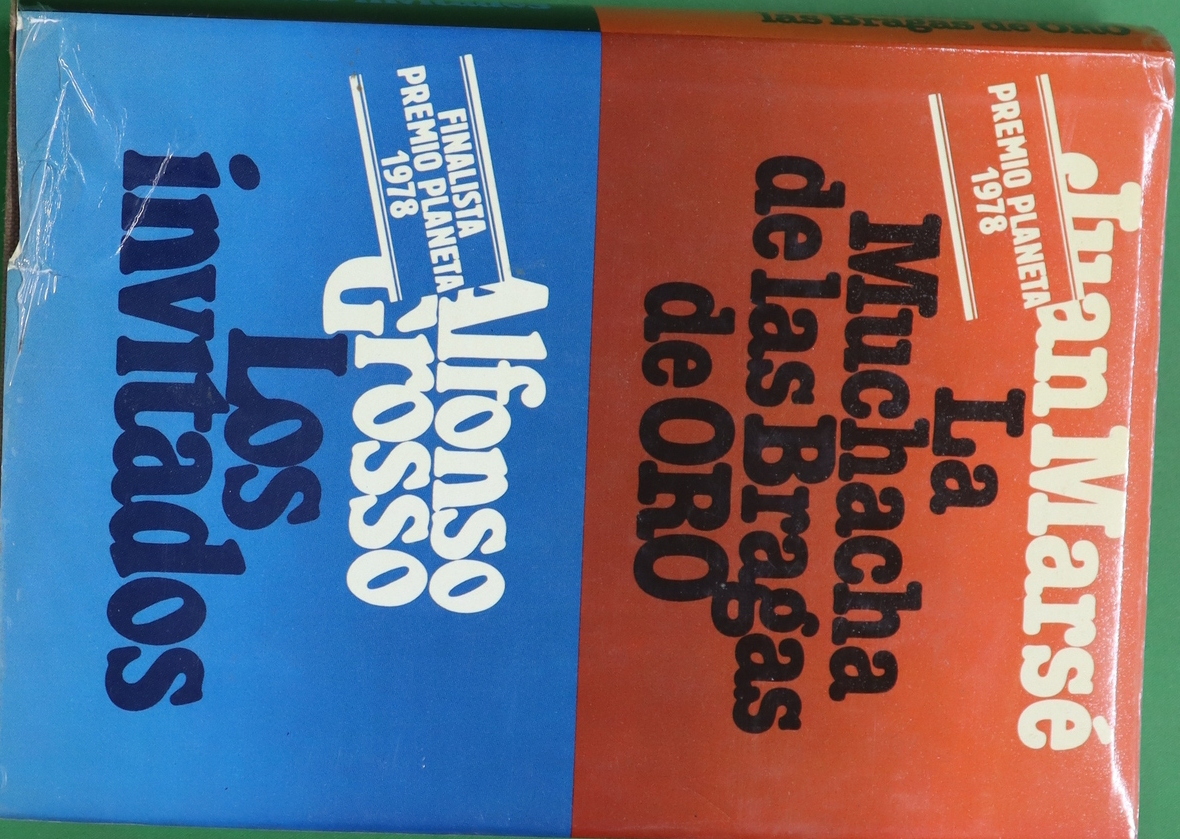 Juan Marsé
PREMIO PLANETA
1978
La
Muchacha
de las Bragas
de ORO
FINALISTA
PREMIO PLANETA
1978
Alfonso
Grosso
Los
invitados
las Bragas de Oro